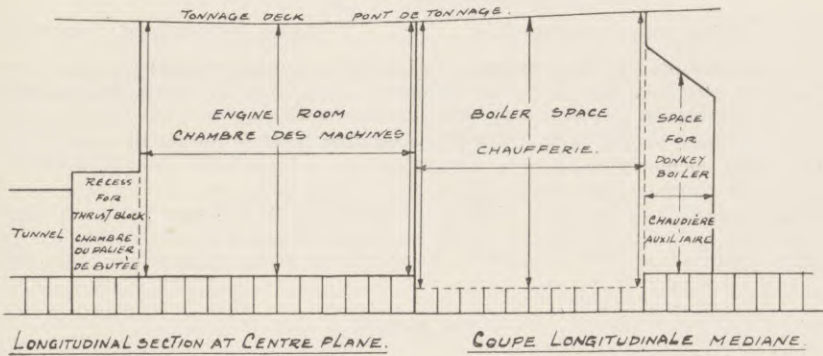 TONNAGE DECK PONT DE TONNAGE.
ENGINE ROOM
CHAMBRE DES MACHINES
BOILER SPACE
CHAUFFERIE.
SPACE
FOR
DONKEY
BOILER
CHAUDIÈRE
AUXILIAIRE
RECESS
FOR
THRUST BLOCK.
CHAMBRE
DU PALIER
DE BUTÉE
TUNNEL
LONGITUDINAL SECTION AT CENTRE PLANE.
COUPE LONGITUDINALE MEDIANE.